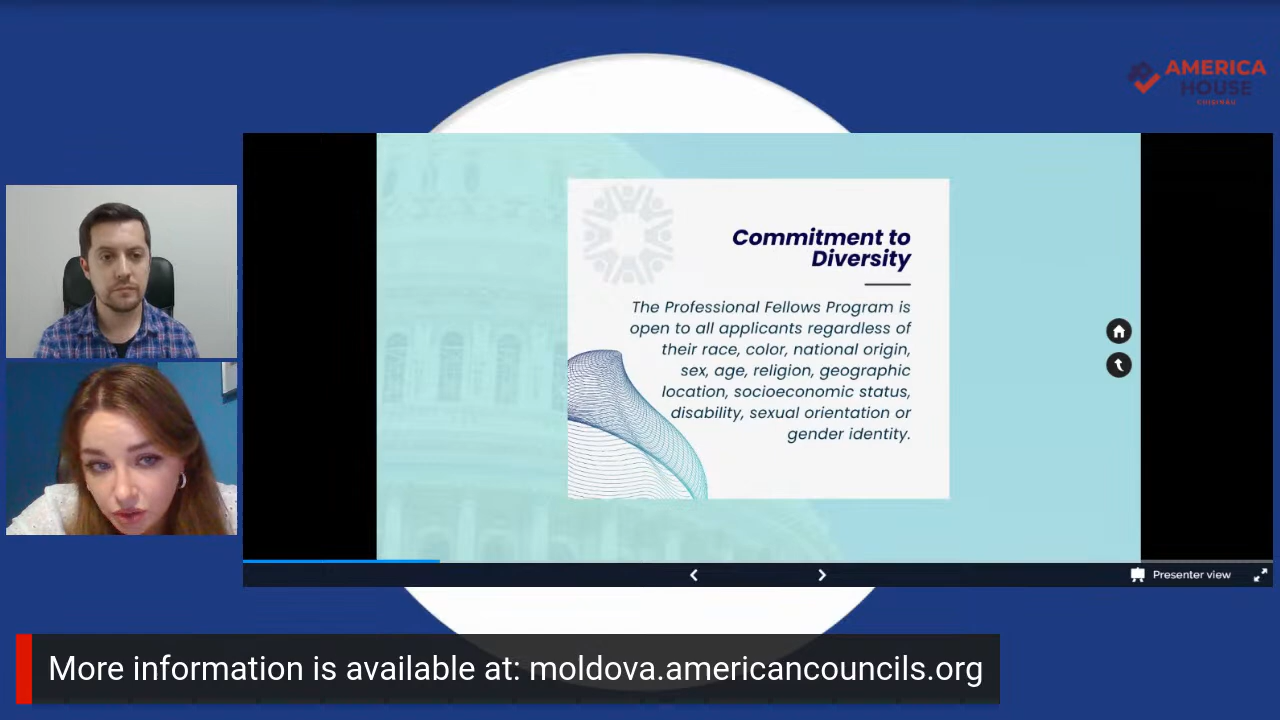 AMERICA
HOUSE
CHIȘINĂU
Commitment to
Diversity
The Professional Fellows Program is
open to all applicants regardless of
their race, color, national origin,
sex, age, religion, geographic
location, socioeconomic status,
disability, sexual orientation or
gender identity.
Presenter view
More information is available at: moldova.americancouncils.org